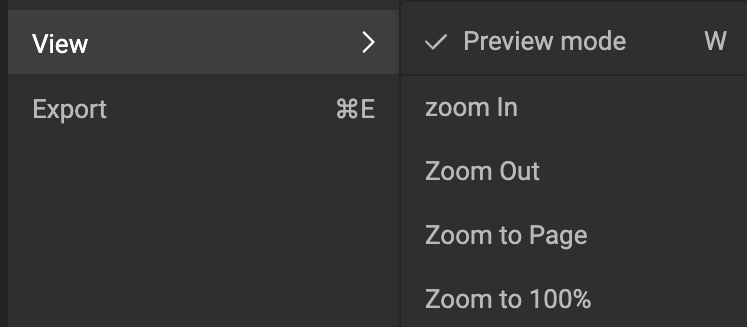 View
Export ⌘E
Preview mode W
zoom In
Zoom Out
Zoom to Page
Zoom to 100%